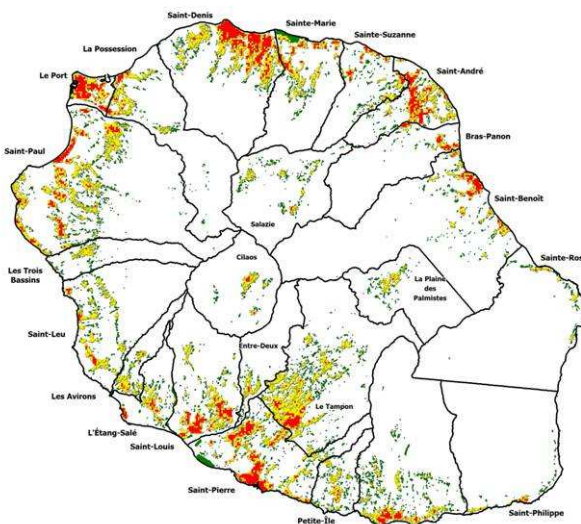 Saint-Denis
Sainte-Marie
Sainte-Suzanne
La Possession
Le Port
Saint-André
Saint-Paul
Bras-Panon
Saint-Benoît
Salazie
Cilaos
Sainte-Ros
Les Trois
Bassins
La Plaine
des
Palmistes
Saint-Leu
Entre-Deux
Les Avirons
Le Tampon
L'Étang-Salé
Saint-Louis
Saint-Pierre
Saint-Philippe
Petite-Île